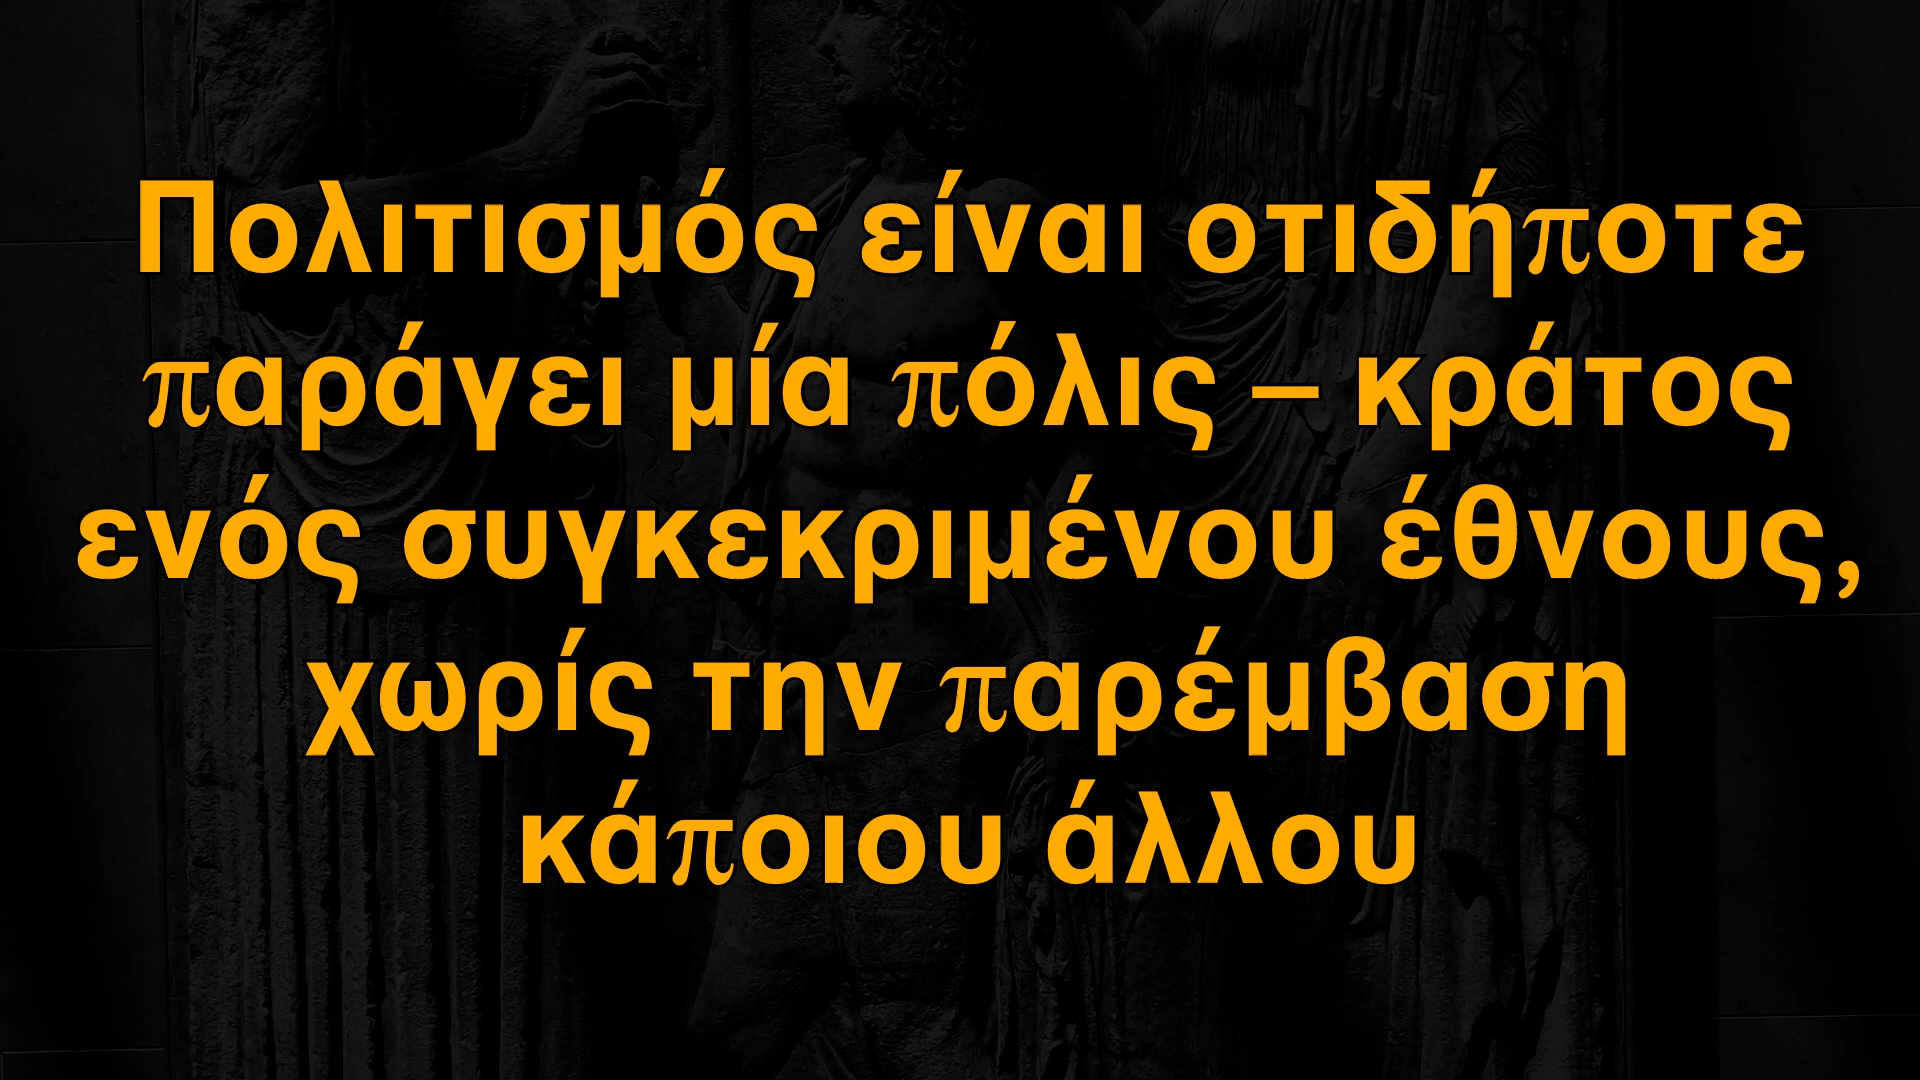 Πολιτισμός είναι οτιδήποτε
παράγει μία πόλις – κράτος
ενός συγκεκριμένου έθνους,
χωρίς την παρέμβαση
κάποιου άλλου